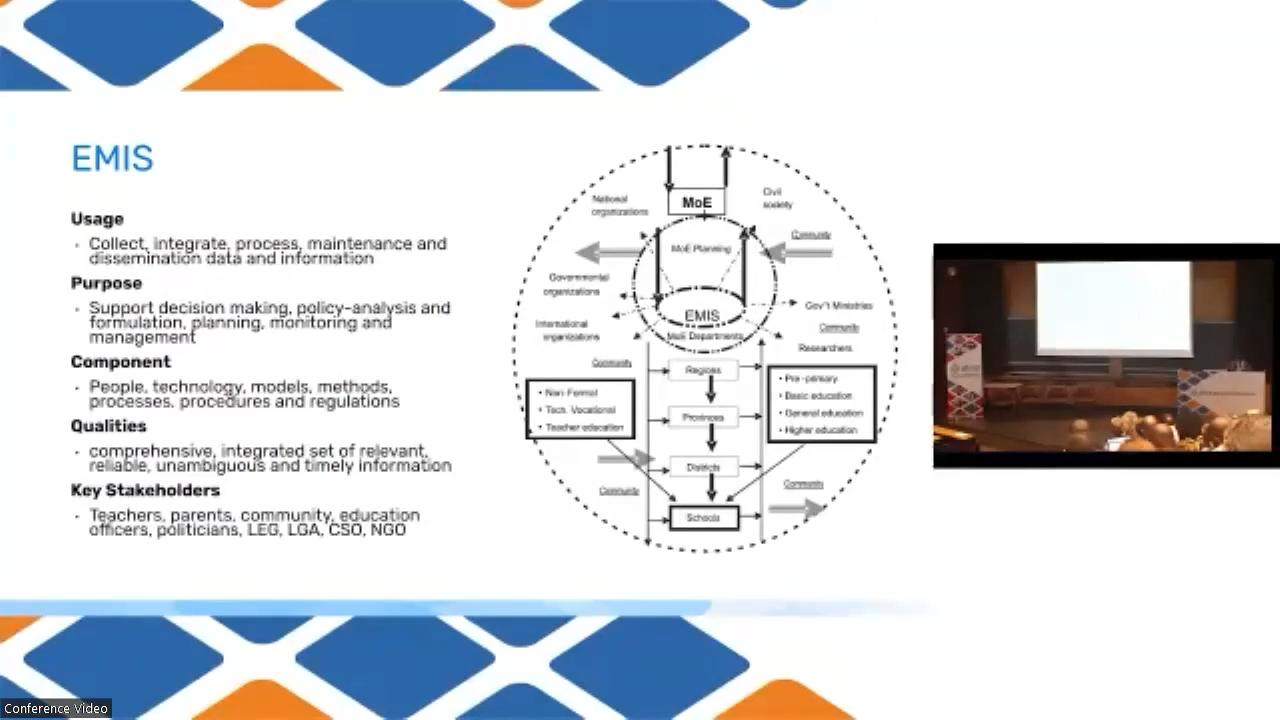 EMIS
Usage
· Collect, integrate, process, maintenance and
dissemination data and information
Purpose
· Support decision making, policy-analysis and
formulation, planning, monitoring and
management
Component
· People, technology, models, methods,
processes, procedures and regulations
Qualities
· comprehensive, integrated set of relevant,
reliable, unambiguous and timely information
Key Stakeholders
· Teachers, parents, community, education
officers, politicians, LEG, LGA, CSO, NGO
MoE
National
organizations
Civil
society
Community
MoE Planning
Governmental
organizations
EMIS
Gov't Ministries
International
organizations
Community
MoE Departments
Researchers
Community
Regions
• Non Formal
• Tech. Vocational
• Teacher education
• Pre-primary
• Basic education
• General education
• Higher education
Provinces
Districts
Community
Community
Schools
Conference Video